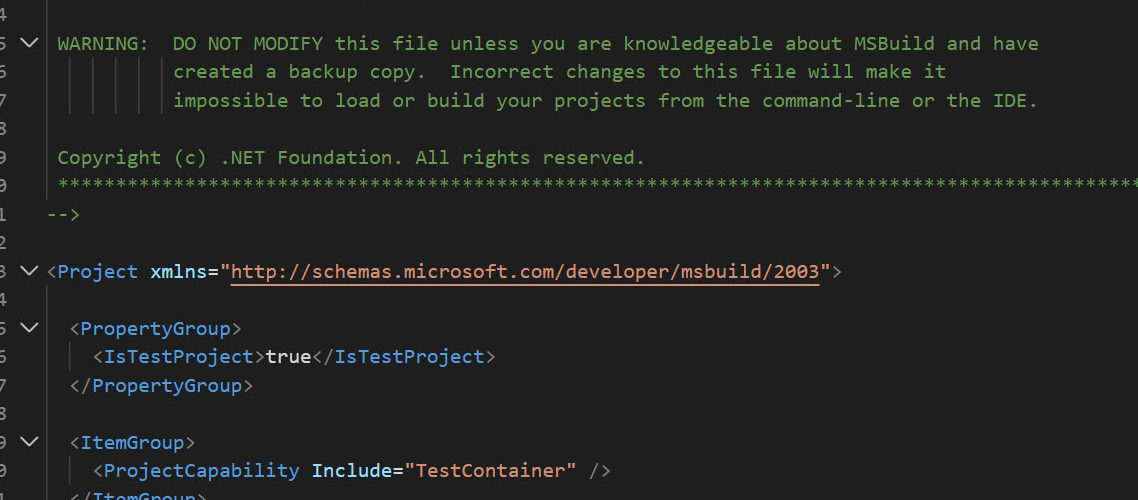 4
5 WARNING:  DO NOT MODIFY this file unless you are knowledgeable about MSBuild and have
6 created a backup copy.  Incorrect changes to this file will make it
7 impossible to load or build your projects from the command-line or the IDE.
8
9 Copyright (c) .NET Foundation. All rights reserved.
0 ***********************************************************************************************
1 -->
2
3 <Project xmlns="http://schemas.microsoft.com/developer/msbuild/2003">
4
5 <PropertyGroup>
6 <IsTestProject>true</IsTestProject>
7 </PropertyGroup>
8
9 <ItemGroup>
0 <ProjectCapability Include="TestContainer" />
1 </ItemGroup>